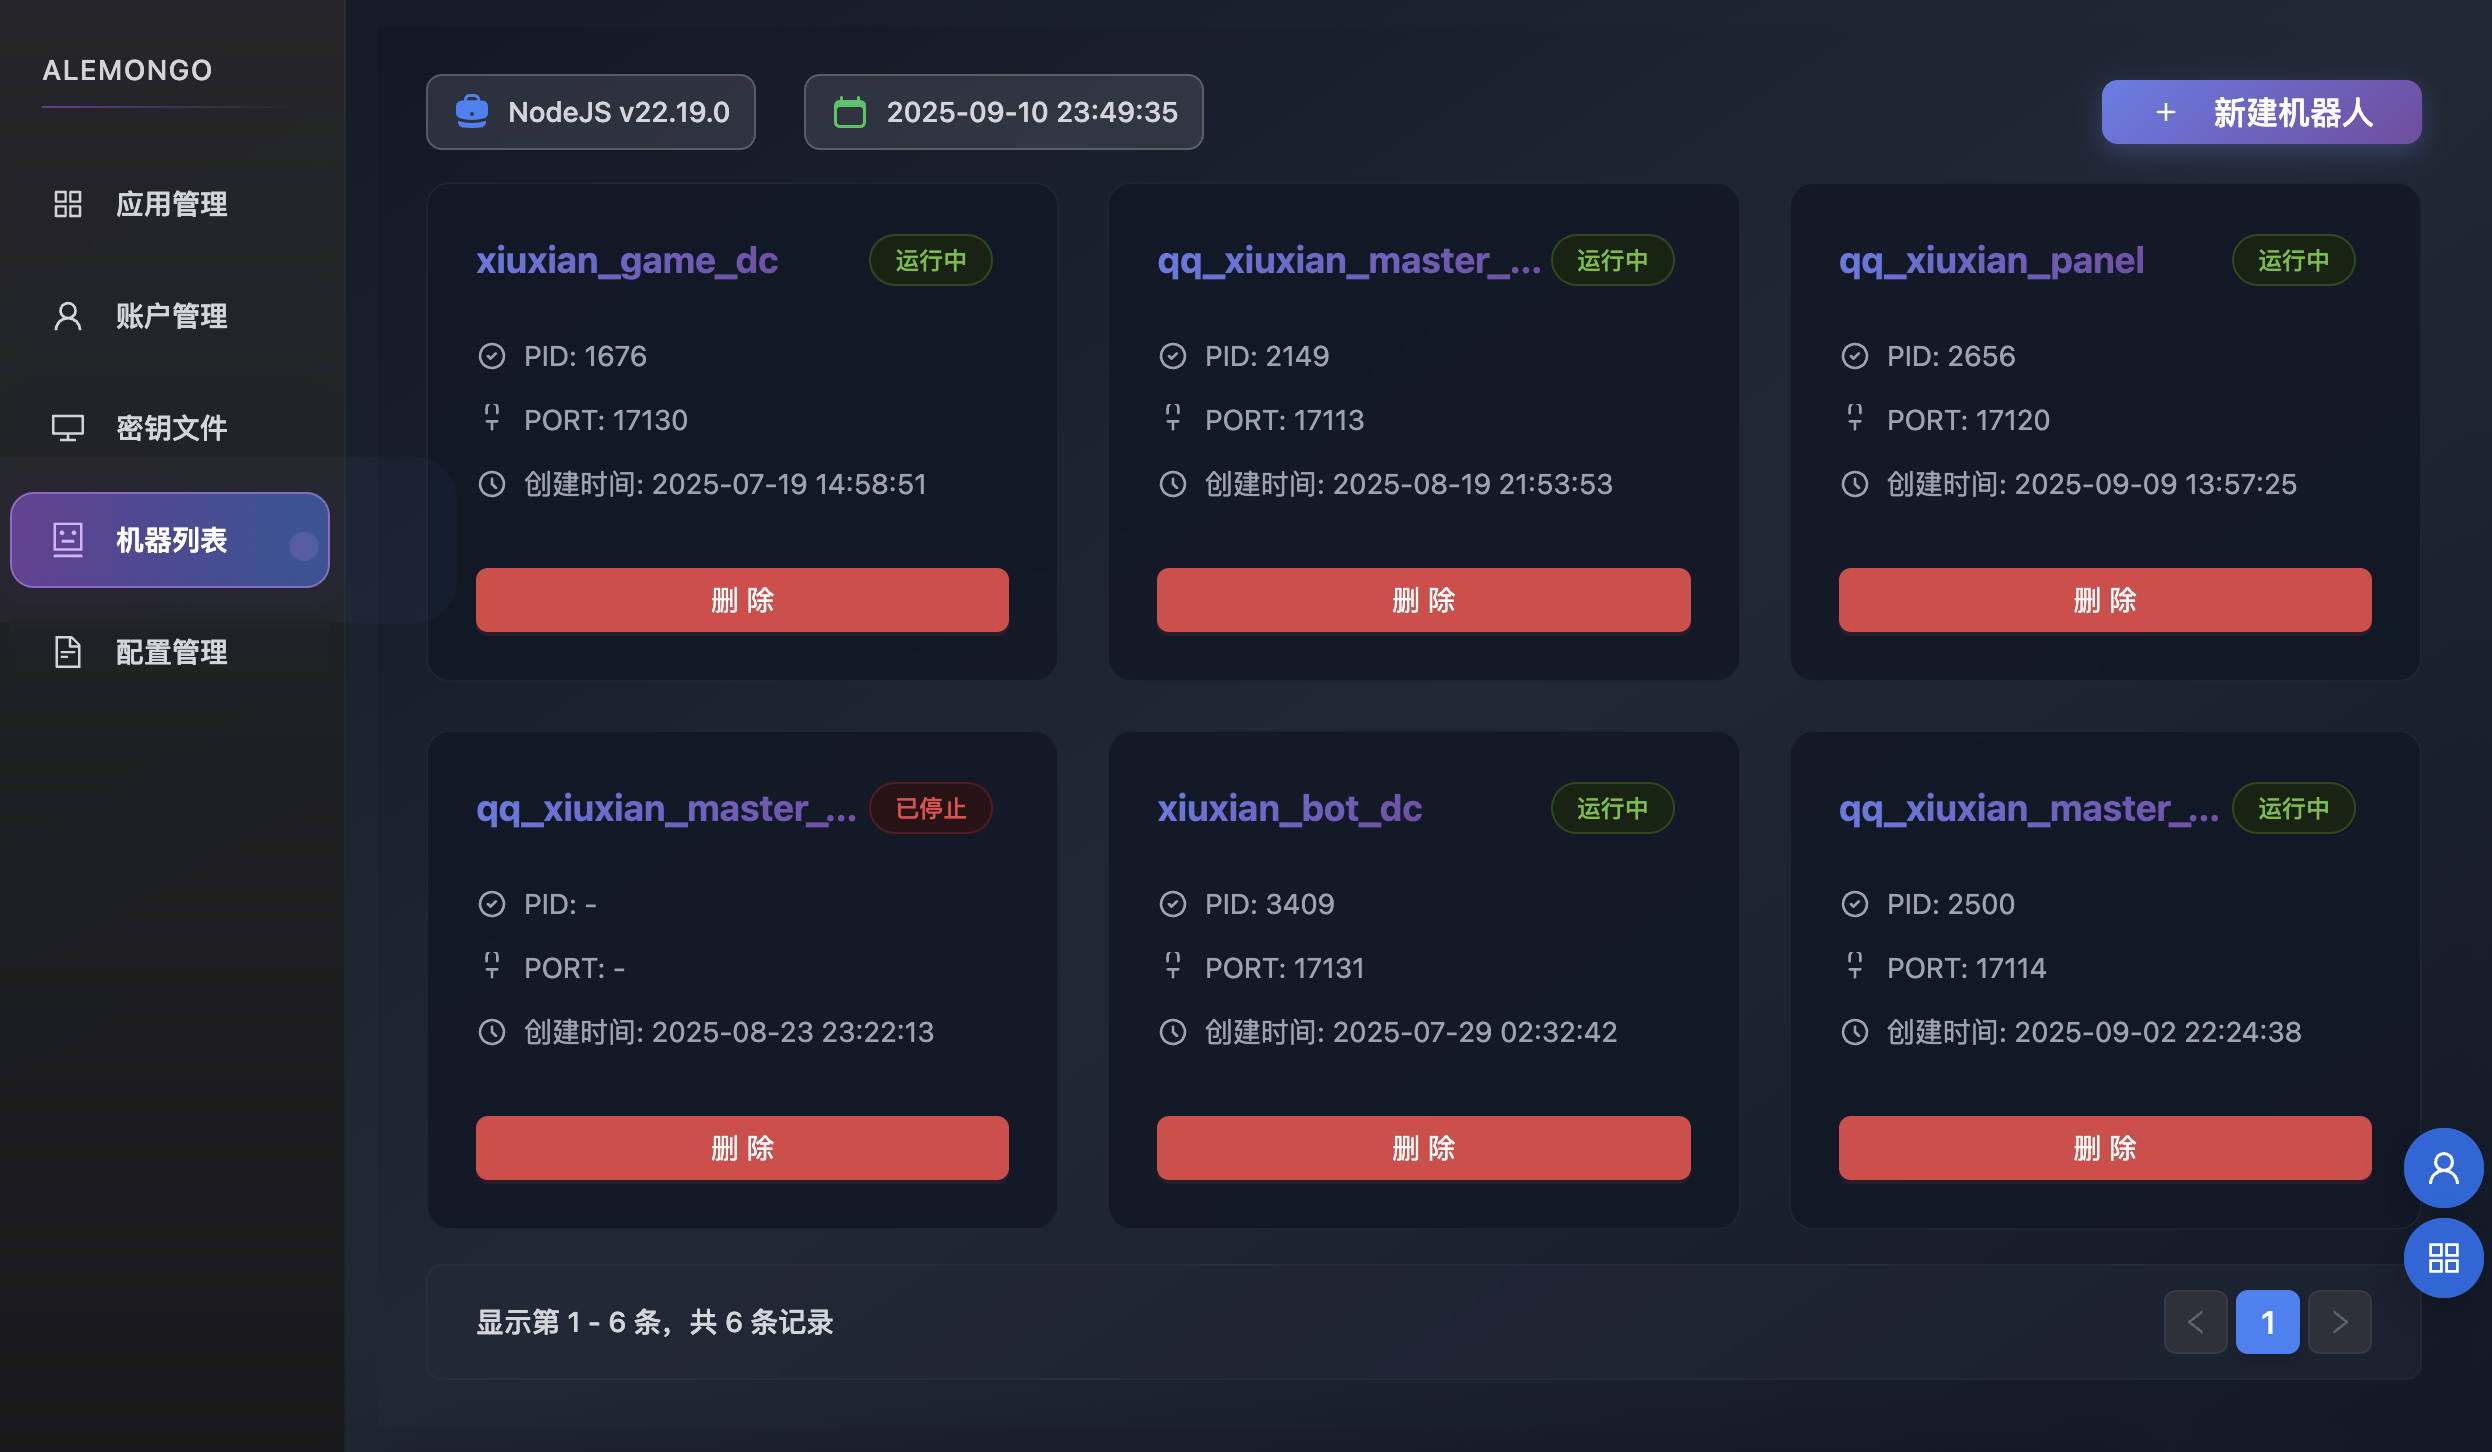 ALEMONGO
应用管理
账户管理
密钥文件
机器列表
配置管理
NodeJS v22.19.0
2025-09-10 23:49:35
+ 新建机器人
xiuxian_game_dc
运行中
PID: 1676
PORT: 17130
创建时间: 2025-07-19 14:58:51
删 除
qq_xiuxian_master_...
运行中
PID: 2149
PORT: 17113
创建时间: 2025-08-19 21:53:53
删 除
qq_xiuxian_panel
运行中
PID: 2656
PORT: 17120
创建时间: 2025-09-09 13:57:25
删 除
qq_xiuxian_master_...
已停止
PID: -
PORT: -
创建时间: 2025-08-23 23:22:13
删 除
xiuxian_bot_dc
运行中
PID: 3409
PORT: 17131
创建时间: 2025-07-29 02:32:42
删 除
qq_xiuxian_master_...
运行中
PID: 2500
PORT: 17114
创建时间: 2025-09-02 22:24:38
删 除
显示第 1 - 6 条，共 6 条记录
1